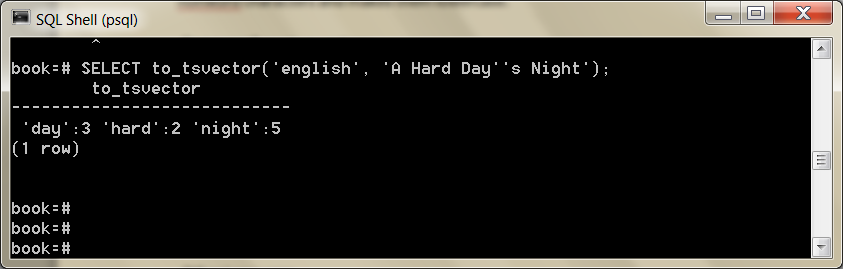 SQL Shell (psql)
^
book=# SELECT to_tsvector('english', 'A Hard Day''s Night');
to_tsvector
----------------------------
'day':3 'hard':2 'night':5
(1 row)
book=#
book=#
book=#